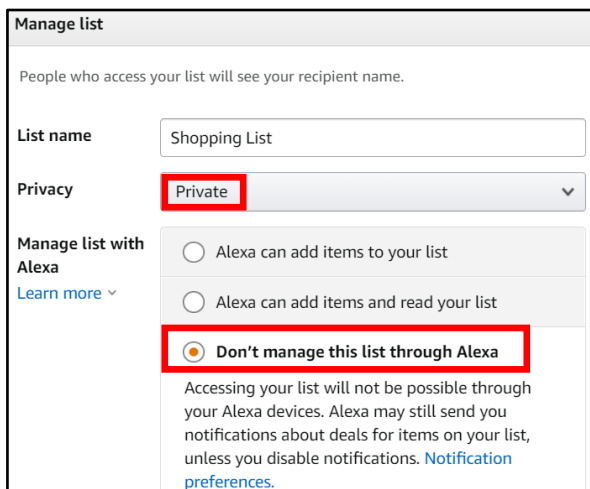 Manage list
People who access your list will see your recipient name.
List name
Shopping List
Privacy
Private
Manage list with
Alexa
Learn more
Alexa can add items to your list
Alexa can add items and read your list
Don't manage this list through Alexa
Accessing your list will not be possible through
your Alexa devices. Alexa may still send you
notifications about deals for items on your list,
unless you disable notifications. Notification
preferences.